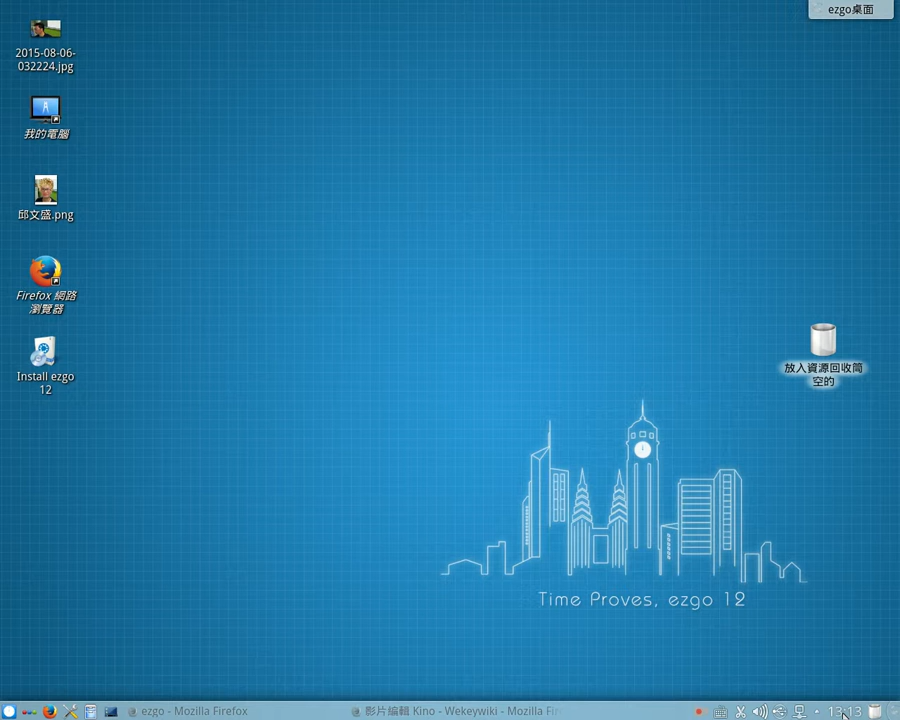 ezgo桌面
2015-08-06-
032224.jpg
我的電腦
邱文盛.png
Firefox 網路
瀏覽器
Install ezgo
12
放入資源回收筒
空的
Time Proves, ezgo 12
ezgo - Mozilla Firefox
影片編輯 Kino - Wekeywiki - Mozilla Fi
13:13